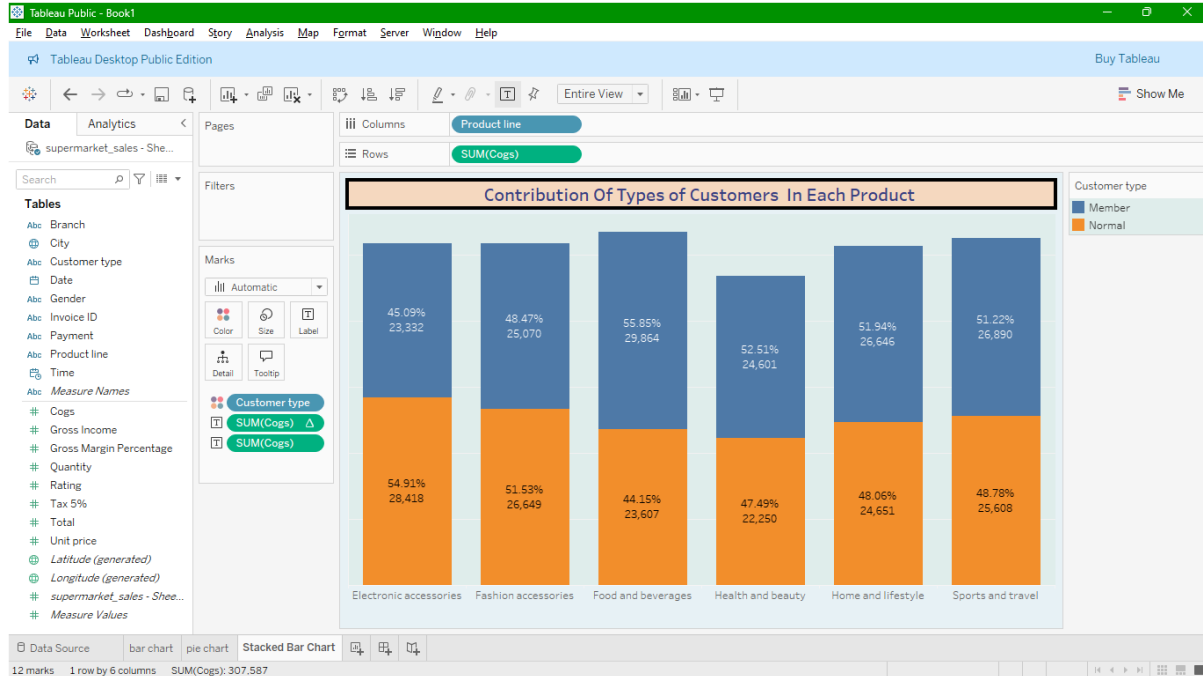 Tableau Public - Book1
File Data Worksheet Dashboard Story Analysis Map Format Server Window Help
Tableau Desktop Public Edition Buy Tableau
Entire View Show Me
Data Analytics
supermarket_sales - She...
Search
Tables
Abc Branch
City
Abc Customer type
Date
Abc Gender
Abc Invoice ID
Abc Payment
Abc Product line
Time
Abc Measure Names
Cogs
Gross Income
Gross Margin Percentage
Quantity
Rating
Tax 5%
Total
Unit price
Latitude (generated)
Longitude (generated)
supermarket_sales - Shee...
Measure Values
Pages
Filters
Marks
Automatic
Color Size Label
Detail Tooltip
Customer type
SUM(Cogs)
SUM(Cogs)
Columns Product line
Rows SUM(Cogs)
Contribution Of Types of Customers In Each Product
45.09%
23,332
48.47%
25,070
55.85%
29,864
52.51%
24,601
51.94%
26,646
51.22%
26,890
54.91%
28,418
51.53%
26,649
44.15%
23,607
47.49%
22,250
48.06%
24,651
48.78%
25,608
Electronic accessories Fashion accessories Food and beverages Health and beauty Home and lifestyle Sports and travel
Customer type
Member
Normal
Data Source bar chart pie chart Stacked Bar Chart
12 marks 1 row by 6 columns SUM(Cogs): 307,587